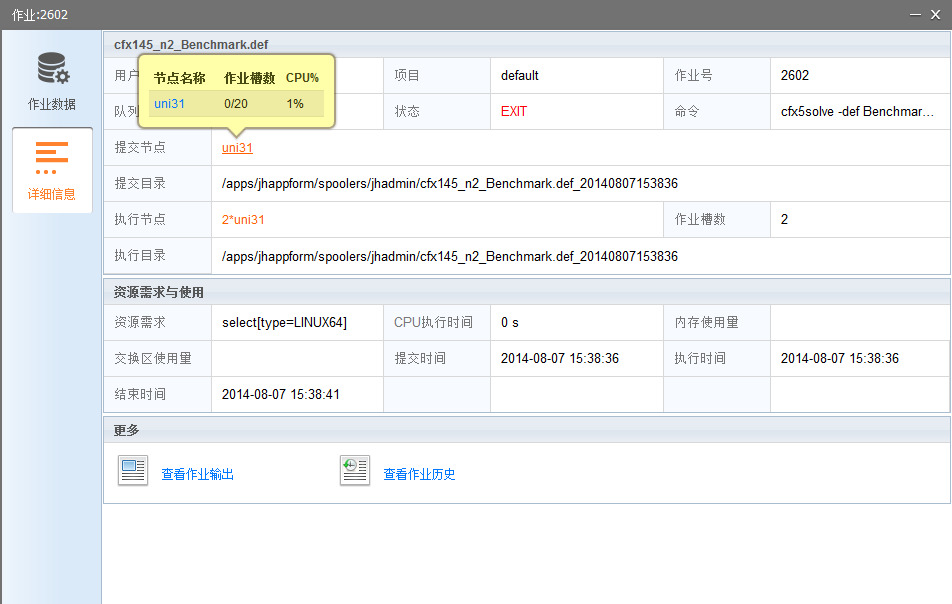 作业:2602
作业数据
详细信息
cfx145_n2_Benchmark.def
节点名称 作业槽数 CPU%
uni31 0/20 1%
用户 项目 default 作业号 2602
队列 状态 EXIT 命令 cfx5solve -def Benchmar...
提交节点 uni31
提交目录 /apps/jhappform/spoolers/jhadmin/cfx145_n2_Benchmark.def_20140807153836
执行节点 2*uni31 作业槽数 2
执行目录 /apps/jhappform/spoolers/jhadmin/cfx145_n2_Benchmark.def_20140807153836
资源需求与使用
资源需求 select[type=LINUX64] CPU执行时间 0 s 内存使用量
交换区使用量 提交时间 2014-08-07 15:38:36 执行时间 2014-08-07 15:38:36
结束时间 2014-08-07 15:38:41
更多
查看作业输出 查看作业历史